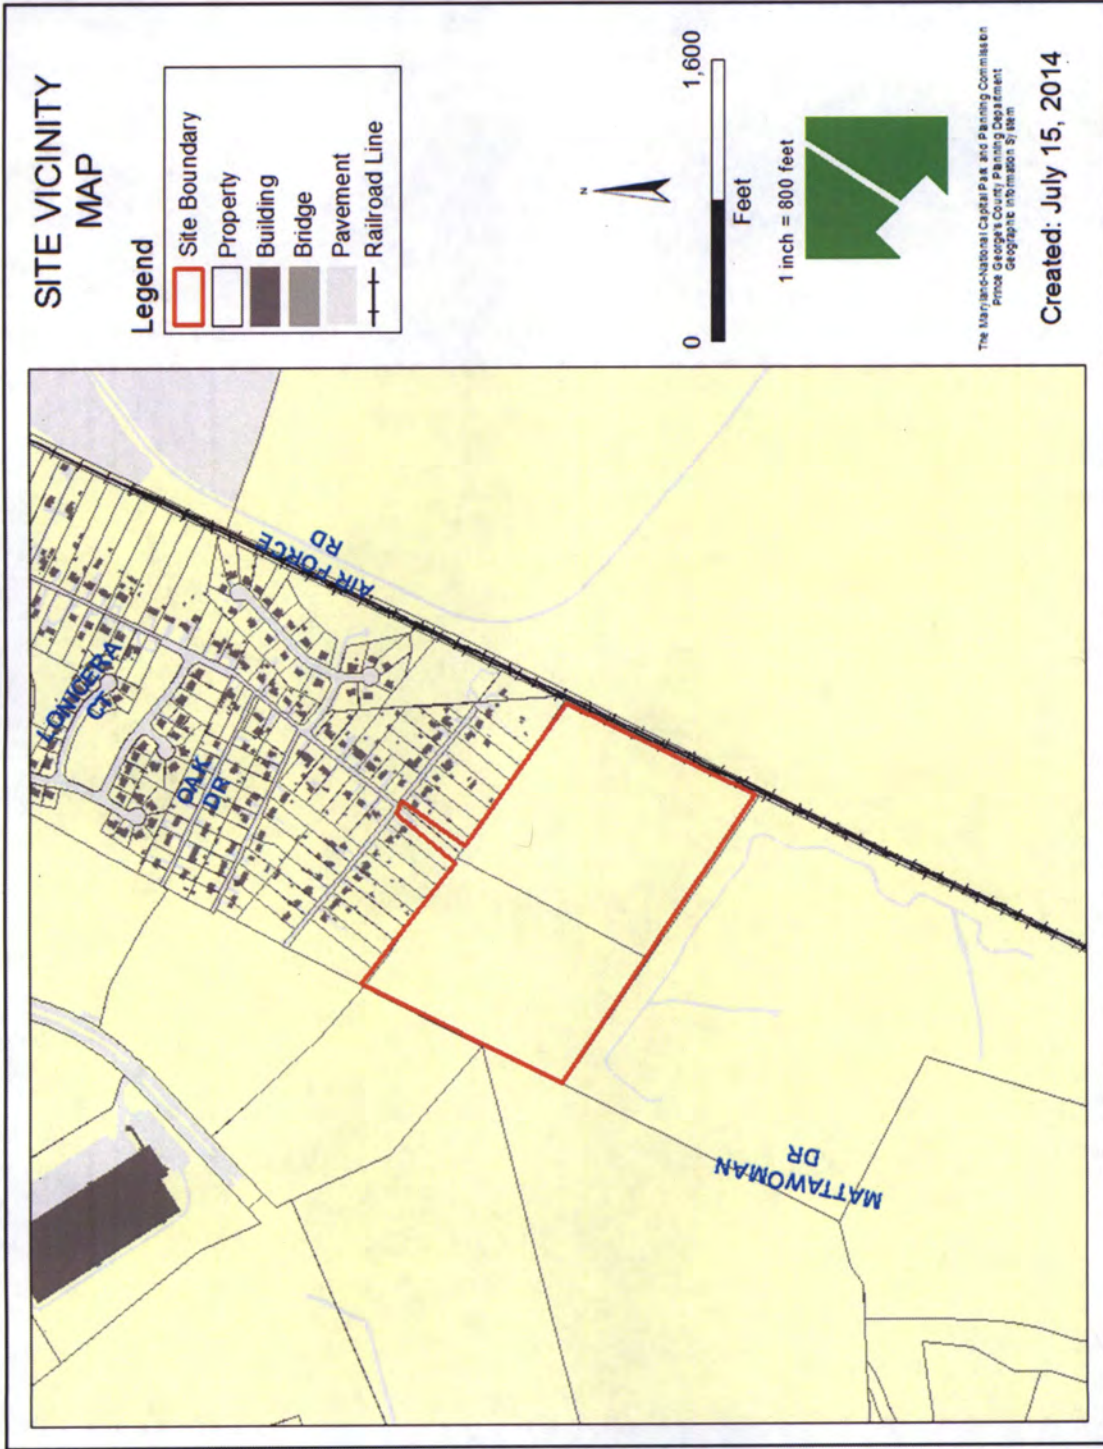 SITE VICINITY
MAP
Legend
Site Boundary
Property
Building
Bridge
Pavement
Railroad Line
N
0
1,600
Feet
1 inch = 800 feet
The Maryland-National Capital Park and Planning Commission
Prince George's County Planning Department
Geographic Information System
Created: July 15, 2014
LONICERA
CT
OAK
DR
AIR FORCE
RD
MATTAWOMAN
DR